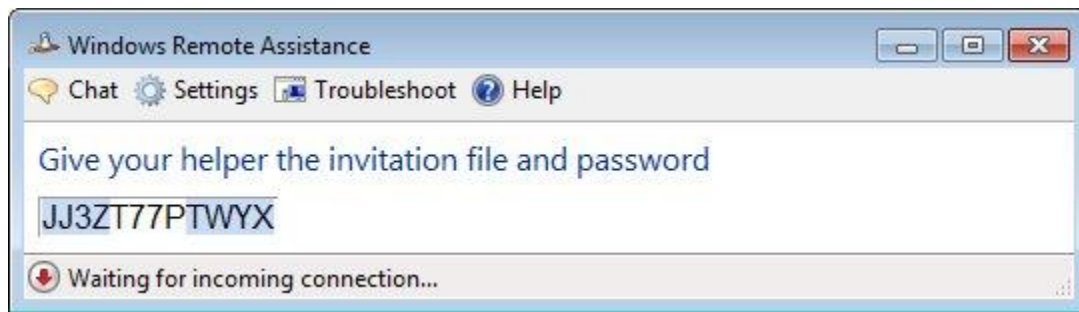 Windows Remote Assistance
Chat Settings Troubleshoot Help
Give your helper the invitation file and password
JJ3ZT77PTWYX
Waiting for incoming connection...